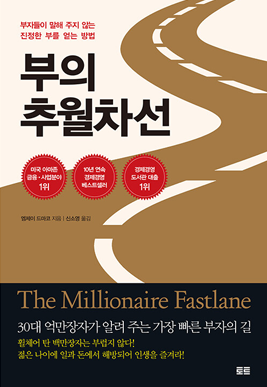 부자들이 말해 주지 않는
진정한 부를 얻는 방법
부의
추월차선
미국 아마존
금융·사업분야
1위
10년 연속
경제경영
베스트셀러
경제경영
도서관 대출
1위
엠제이 드마코 지음 | 신소영 옮김
The Millionaire Fastlane
30대 억만장자가 알려 주는 가장 빠른 부자의 길
휠체어 탄 백만장자는 부럽지 않다!
젊은 나이에 일과 돈에서 해방되어 인생을 즐겨라!
토트